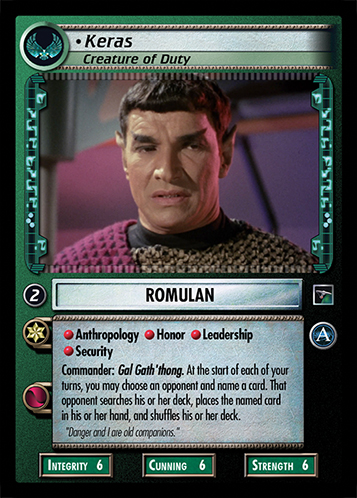 • Keras
Creature of Duty
2
ROMULAN
A
• Anthropology • Honor • Leadership
• Security
Commander: Gal Gath'thong. At the start of each of your
turns, you may choose an opponent and name a card. That
opponent searches his or her deck, places the named card
in his or her hand, and shuffles his or her deck.
"Danger and I are old companions."
INTEGRITY 6 CUNNING 6 STRENGTH 6